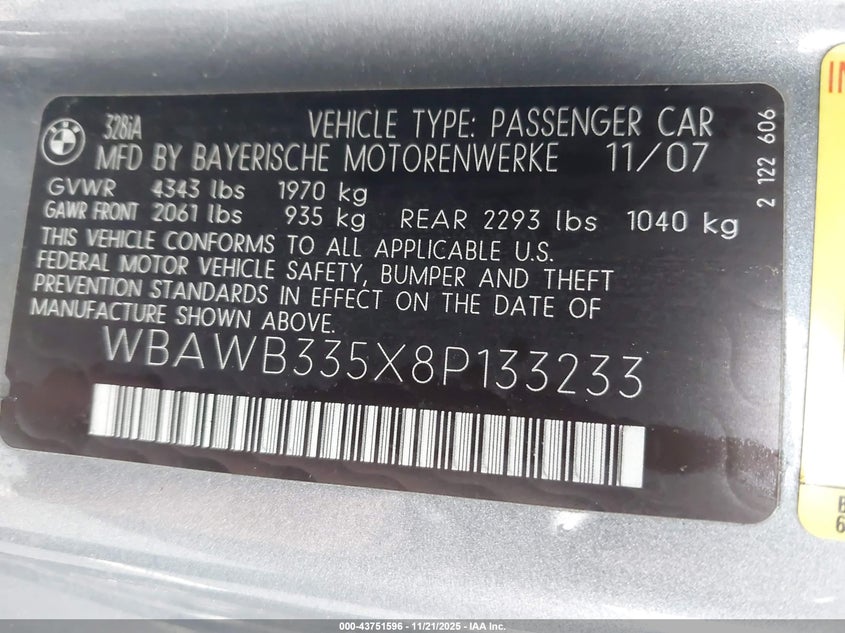 BMW
328iA
VEHICLE TYPE: PASSENGER CAR
MFD BY BAYERISCHE MOTORENWERKE 11/07
GVWR 4343 lbs 1970 kg
GAWR FRONT 2061 lbs 935 kg REAR 2293 lbs 1040 kg
THIS VEHICLE CONFORMS TO ALL APPLICABLE U.S.
FEDERAL MOTOR VEHICLE SAFETY, BUMPER AND THEFT
PREVENTION STANDARDS IN EFFECT ON THE DATE OF
MANUFACTURE SHOWN ABOVE.
WBAWB335X8P133233
2 122 606
000-43751596 - 11/21/2025 - IAA Inc.